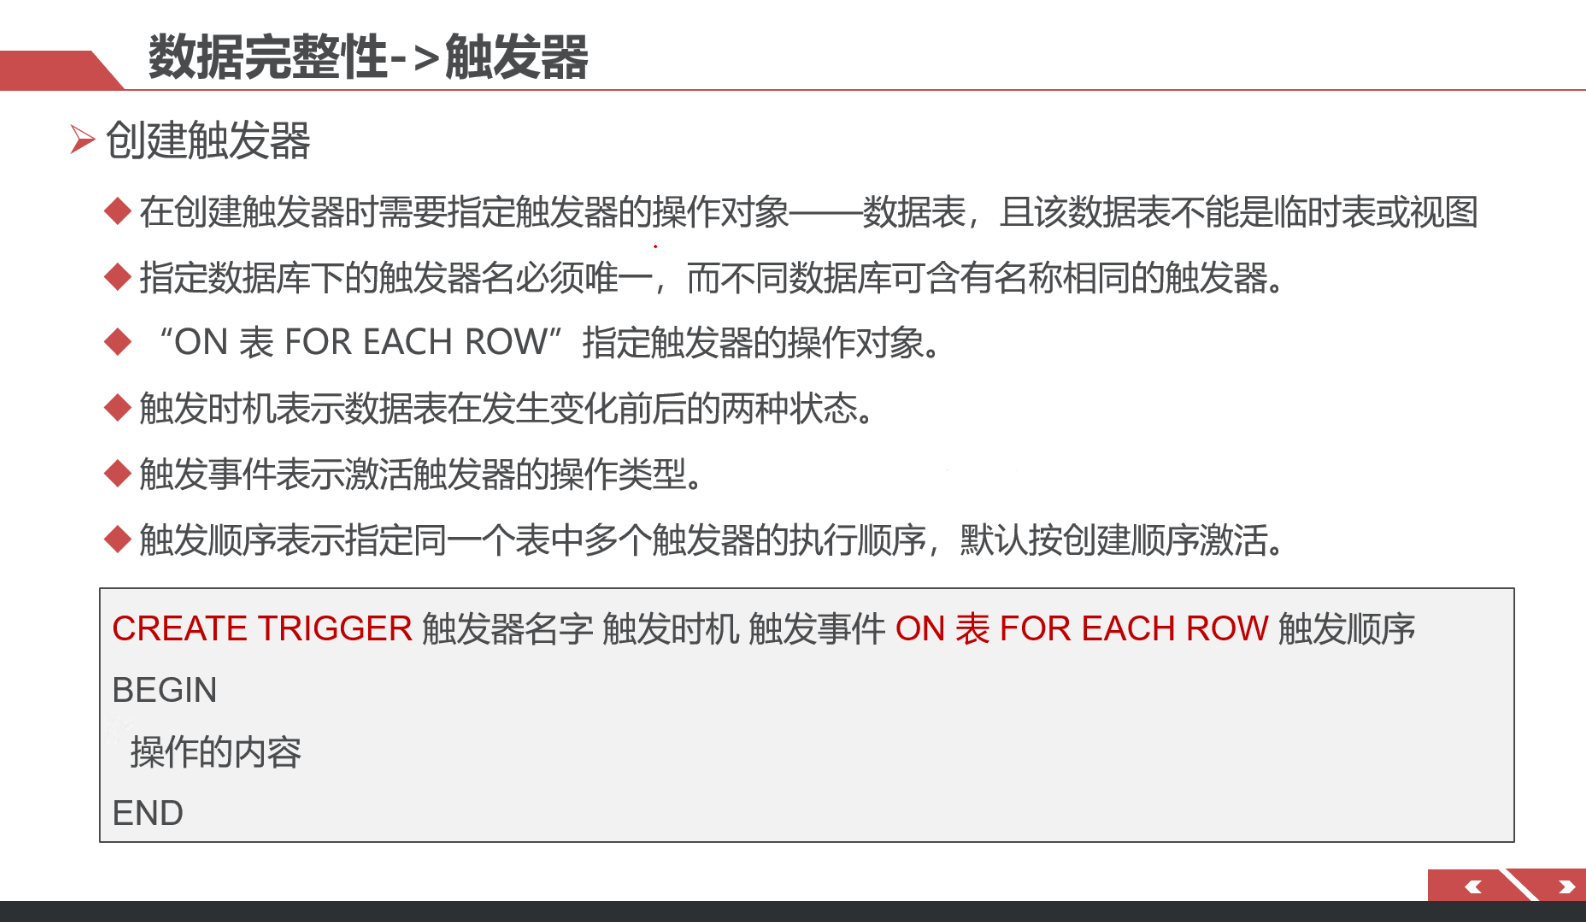 数据完整性->触发器
创建触发器
在创建触发器时需要指定触发器的操作对象——数据表，且该数据表不能是临时表或视图
指定数据库下的触发器名必须唯一，而不同数据库可含有名称相同的触发器。
“ON 表 FOR EACH ROW”指定触发器的操作对象。
触发时机表示数据表在发生变化前后的两种状态。
触发事件表示激活触发器的操作类型。
触发顺序表示指定同一个表中多个触发器的执行顺序，默认按创建顺序激活。
CREATE TRIGGER 触发器名字 触发时机 触发事件 ON 表 FOR EACH ROW 触发顺序
BEGIN
操作的内容
END